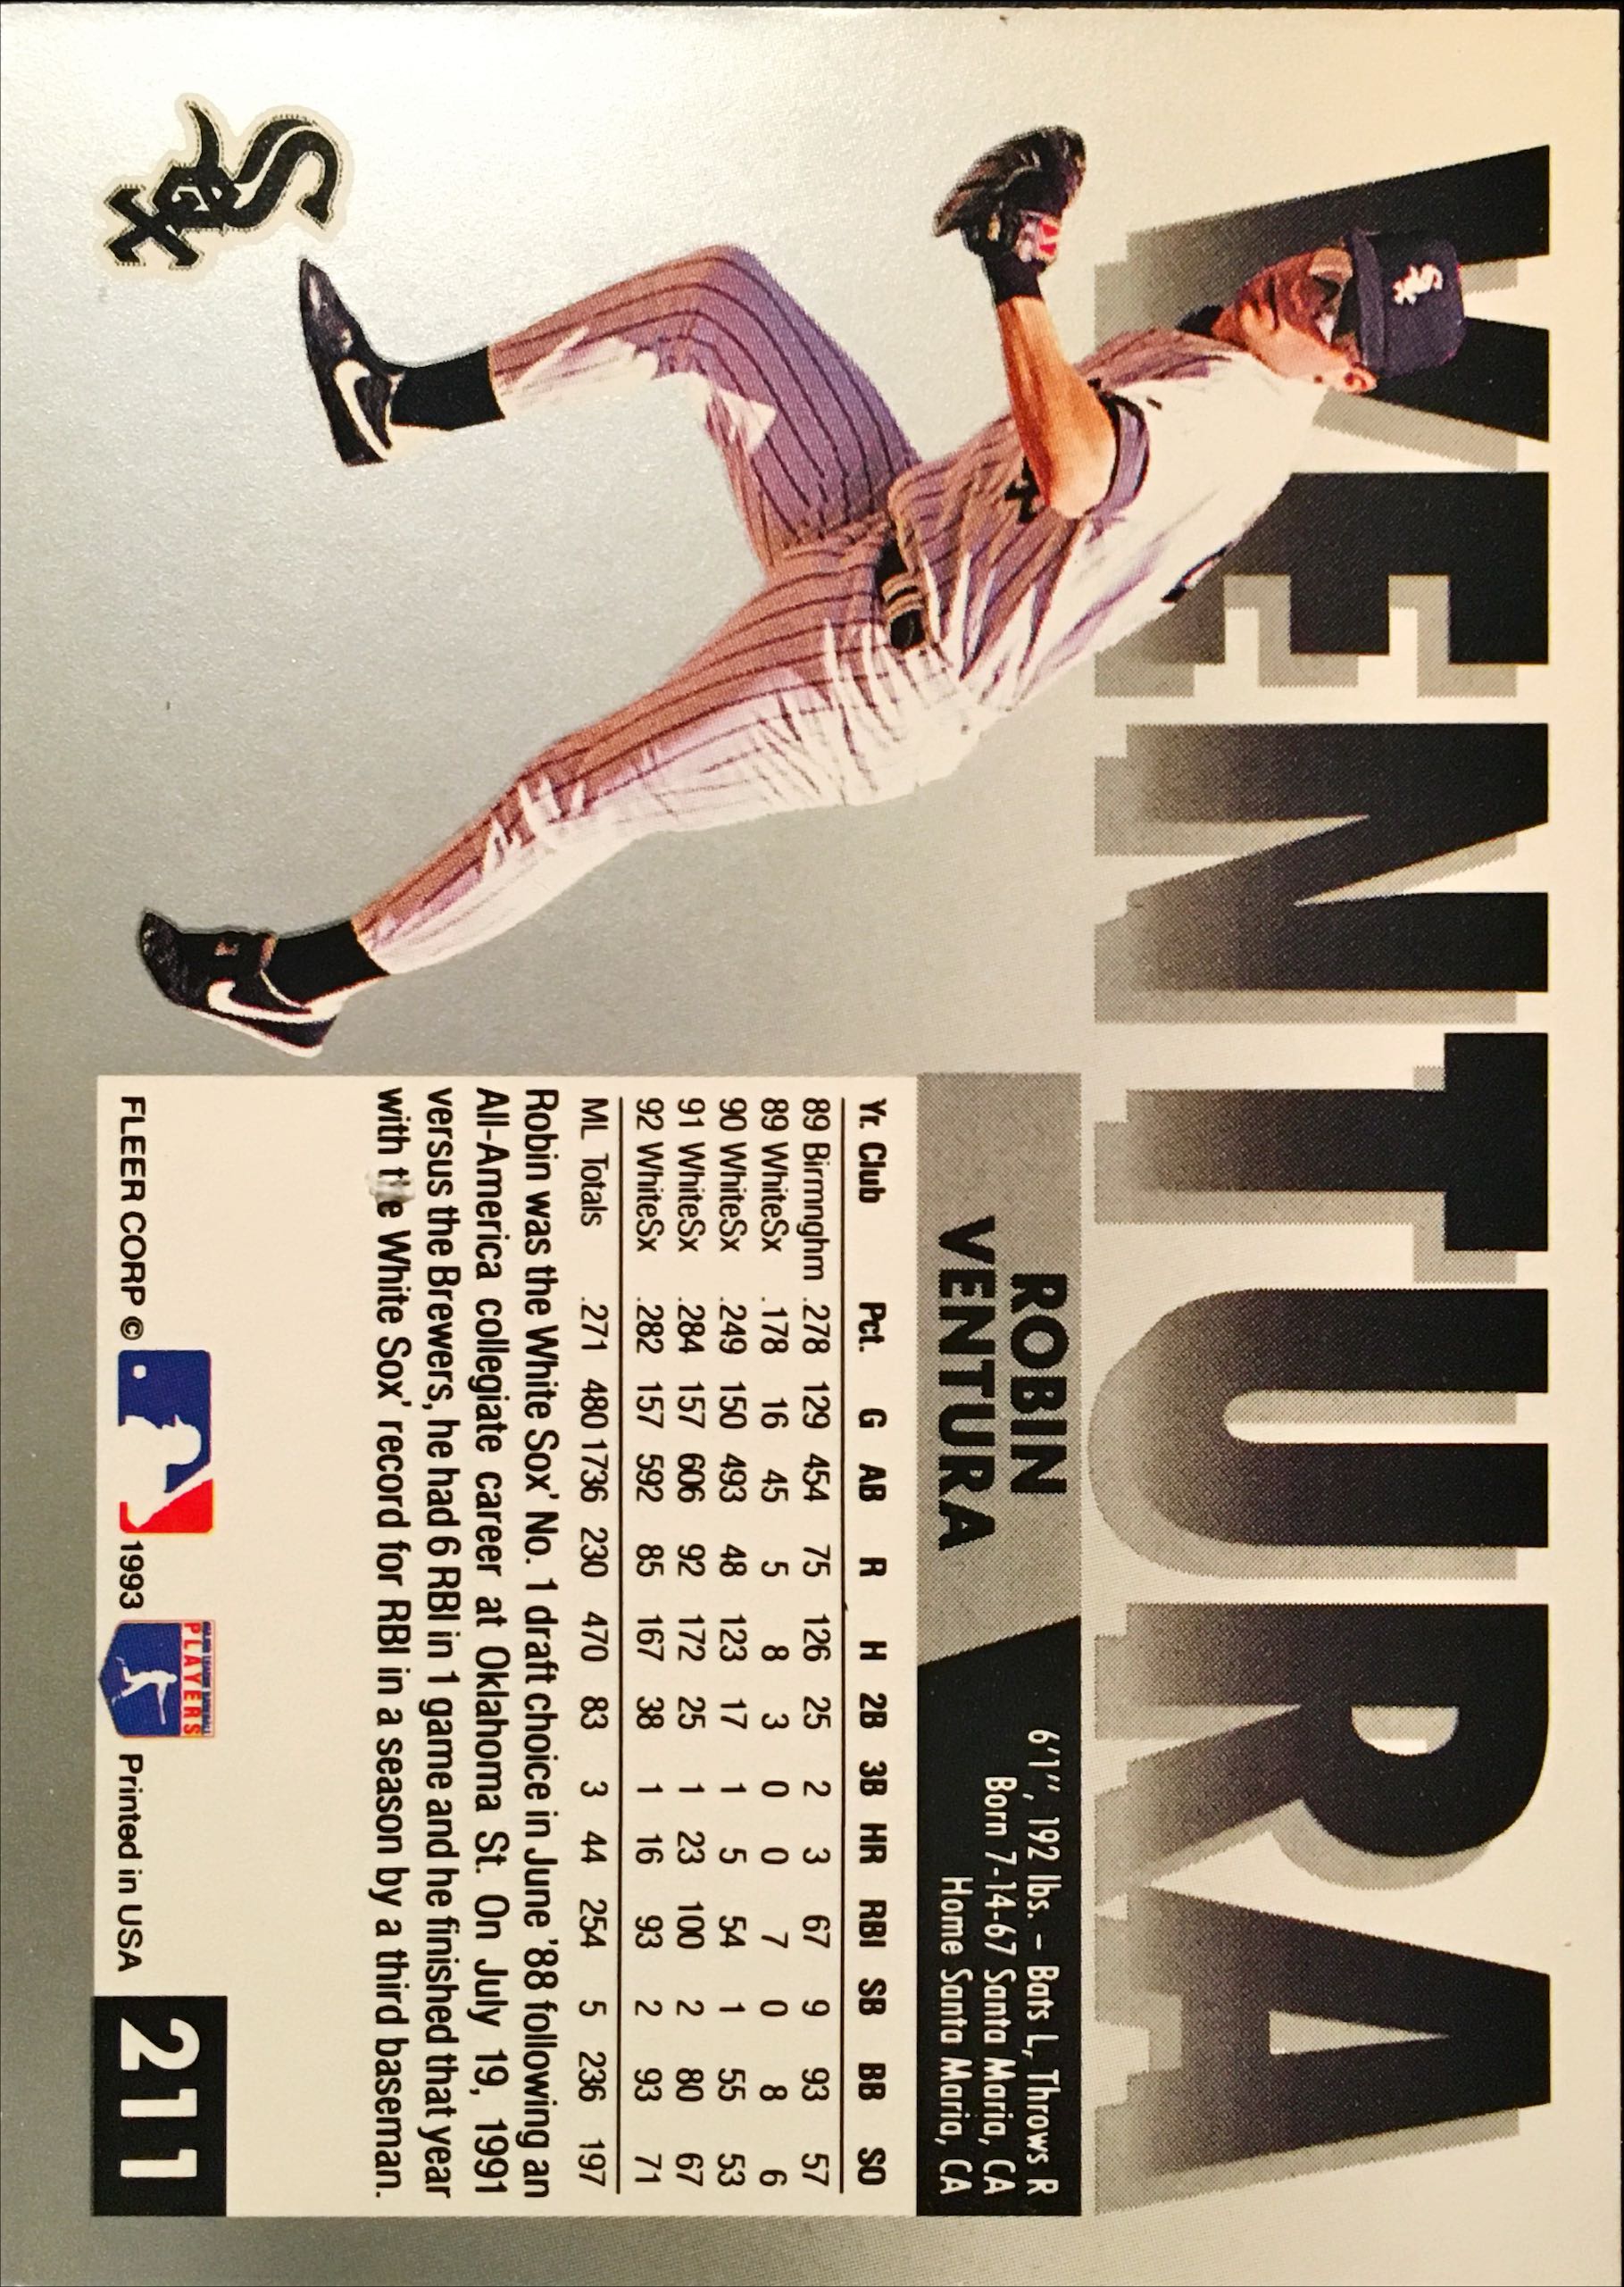 VENTURA
ROBIN
VENTURA
6'1", 192 lbs. – Bats L, Throws R
Born 7-14-67 Santa Maria, CA
Home Santa Maria, CA
Yr. Club Pct. G AB R H 2B 3B HR RBI SB BB SO
89 Birmnghm .278 129 454 75 126 25 2 3 67 9 93 57
89 WhiteSx .178 16 45 5 8 3 0 0 7 0 8 6
90 WhiteSx .249 150 493 48 123 17 1 5 54 1 55 53
91 WhiteSx .284 157 606 92 172 25 1 23 100 2 80 67
92 WhiteSx .282 157 592 85 167 38 1 16 93 2 93 71
ML Totals .271 480 1736 230 470 83 3 44 254 5 236 197
Robin was the White Sox' No. 1 draft choice in June '88 following an
All-America collegiate career at Oklahoma St. On July 19, 1991
versus the Brewers, he had 6 RBI in 1 game and he finished that year
with the White Sox' record for RBI in a season by a third baseman.
FLEER CORP © 1993 MAJOR LEAGUE BASEBALL PLAYERS Printed in USA 211
Sox
Sox